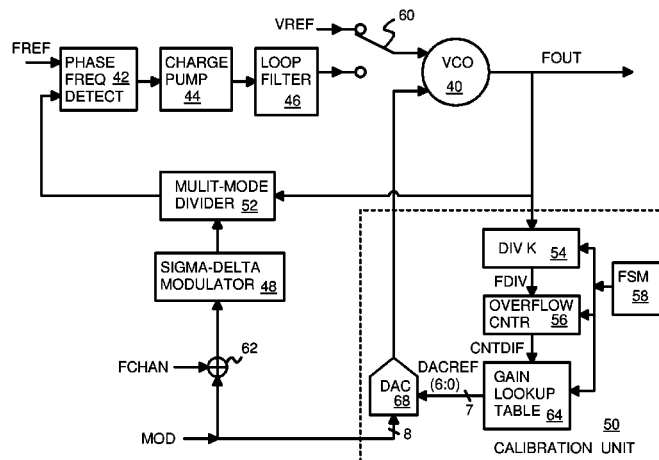 VREF
60
FREF
PHASE
FREQ 42
DETECT
CHARGE
PUMP
44
LOOP
FILTER
46
VCO
40
FOUT
MULIT-MODE
DIVIDER
52
SIGMA-DELTA
MODULATOR 48
DIV K 54
FDIV
OVERFLOW
CNTR 56
FSM
58
CNTDIF
FCHAN
62
DACREF
(6:0)
7
DAC
68
GAIN
LOOKUP
TABLE 64
MOD
8
50
CALIBRATION UNIT